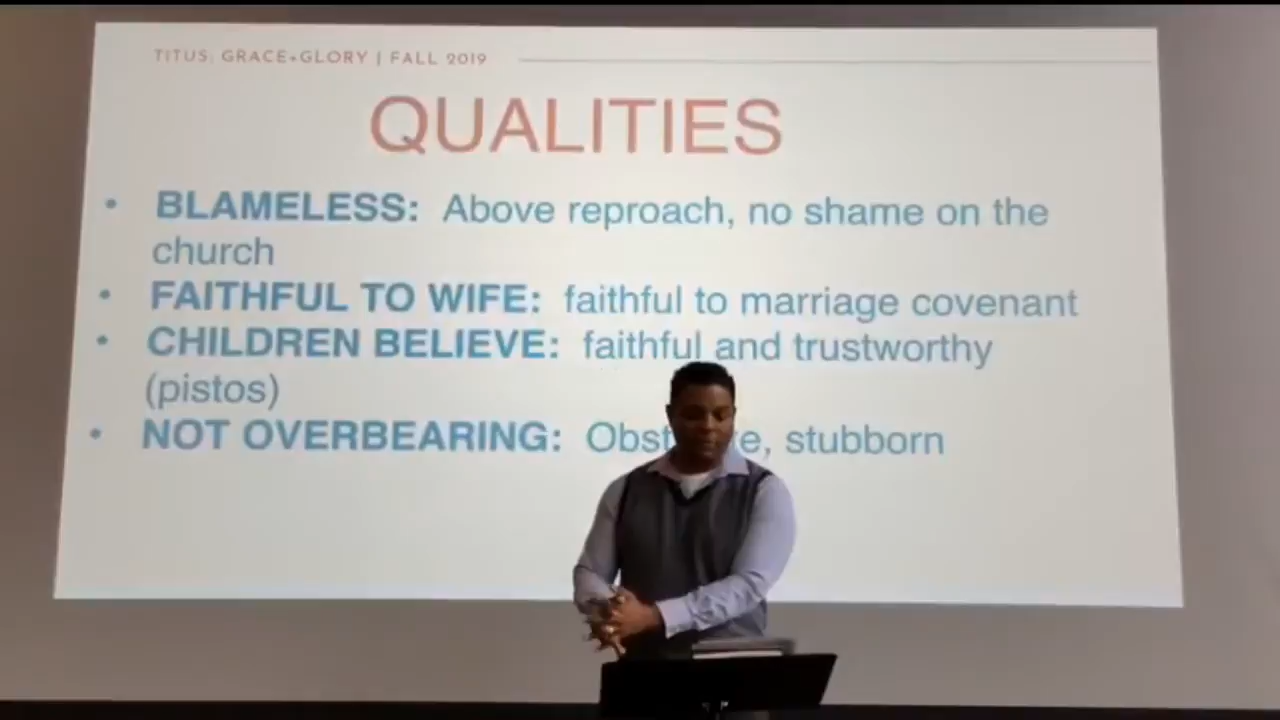 TITUS: GRACE+GLORY | FALL 2019
QUALITIES
• BLAMELESS: Above reproach, no shame on the
church
• FAITHFUL TO WIFE: faithful to marriage covenant
• CHILDREN BELIEVE: faithful and trustworthy
(pistos)
• NOT OVERBEARING: stubborn